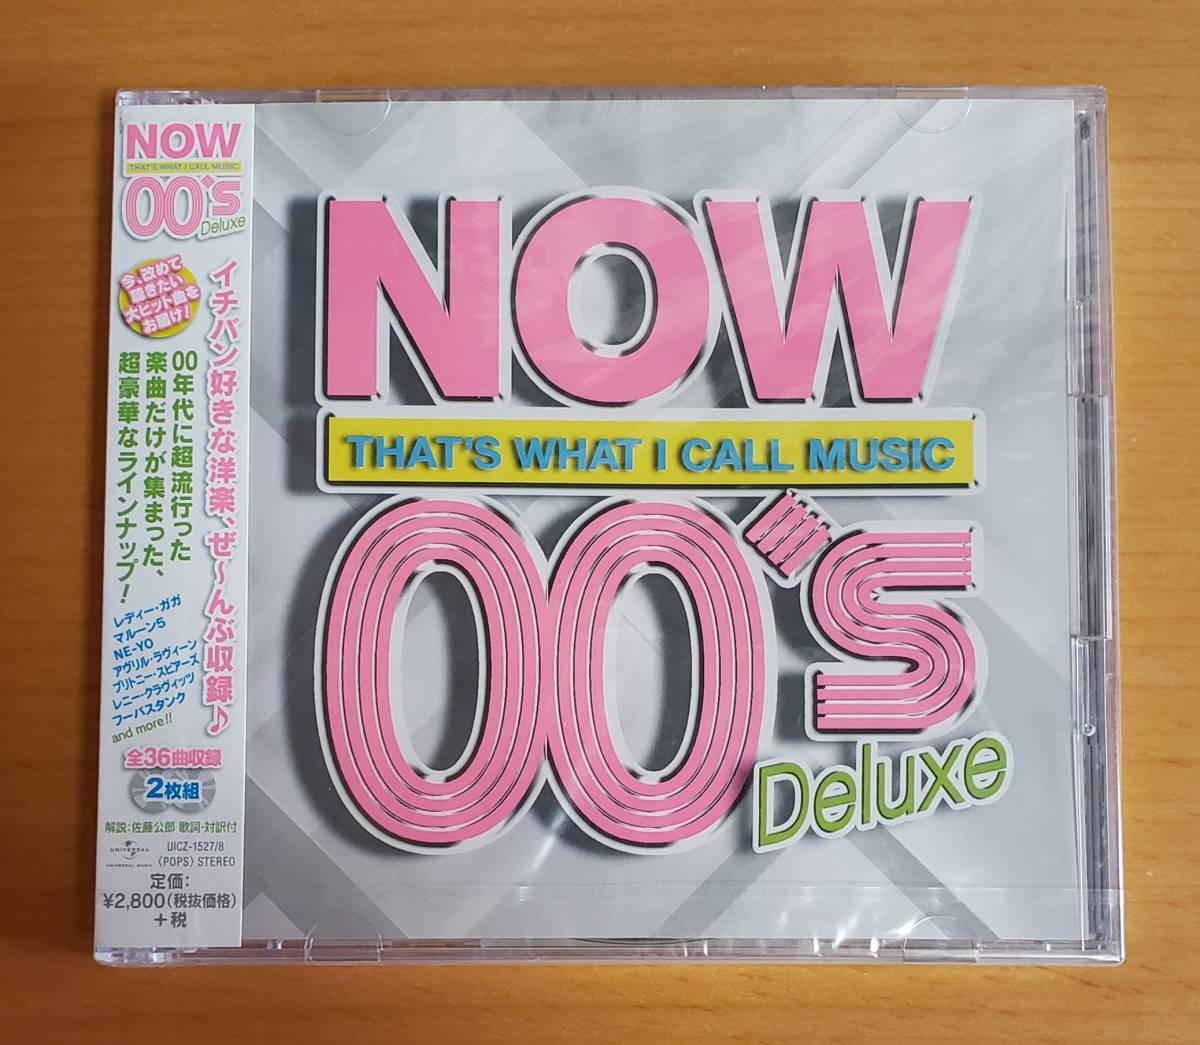 NOW
THAT'S WHAT I CALL MUSIC
00's
Deluxe
今、改めて
聴きたい
大ヒット曲を
お届け!
イチバン好きな洋楽、ぜ〜んぶ収録♪
00年代に超流行った
楽曲だけが集まった、
超豪華なラインナップ!
レディー・ガガ
マルーン5
NE-YO
アヴリル・ラヴィーン
ブリトニー・スピアーズ
レニー・クラヴィッツ
フーバスタンク
and more!!
全36曲収録
2枚組
解説:佐藤公郎 歌詞・対訳付
UNIVERSAL
UNIVERSAL MUSIC
UICZ-1527/8
〈POPS〉 STEREO
定価:
¥2,800(税抜価格)
+税
NOW
THAT'S WHAT I CALL MUSIC
00's
Deluxe